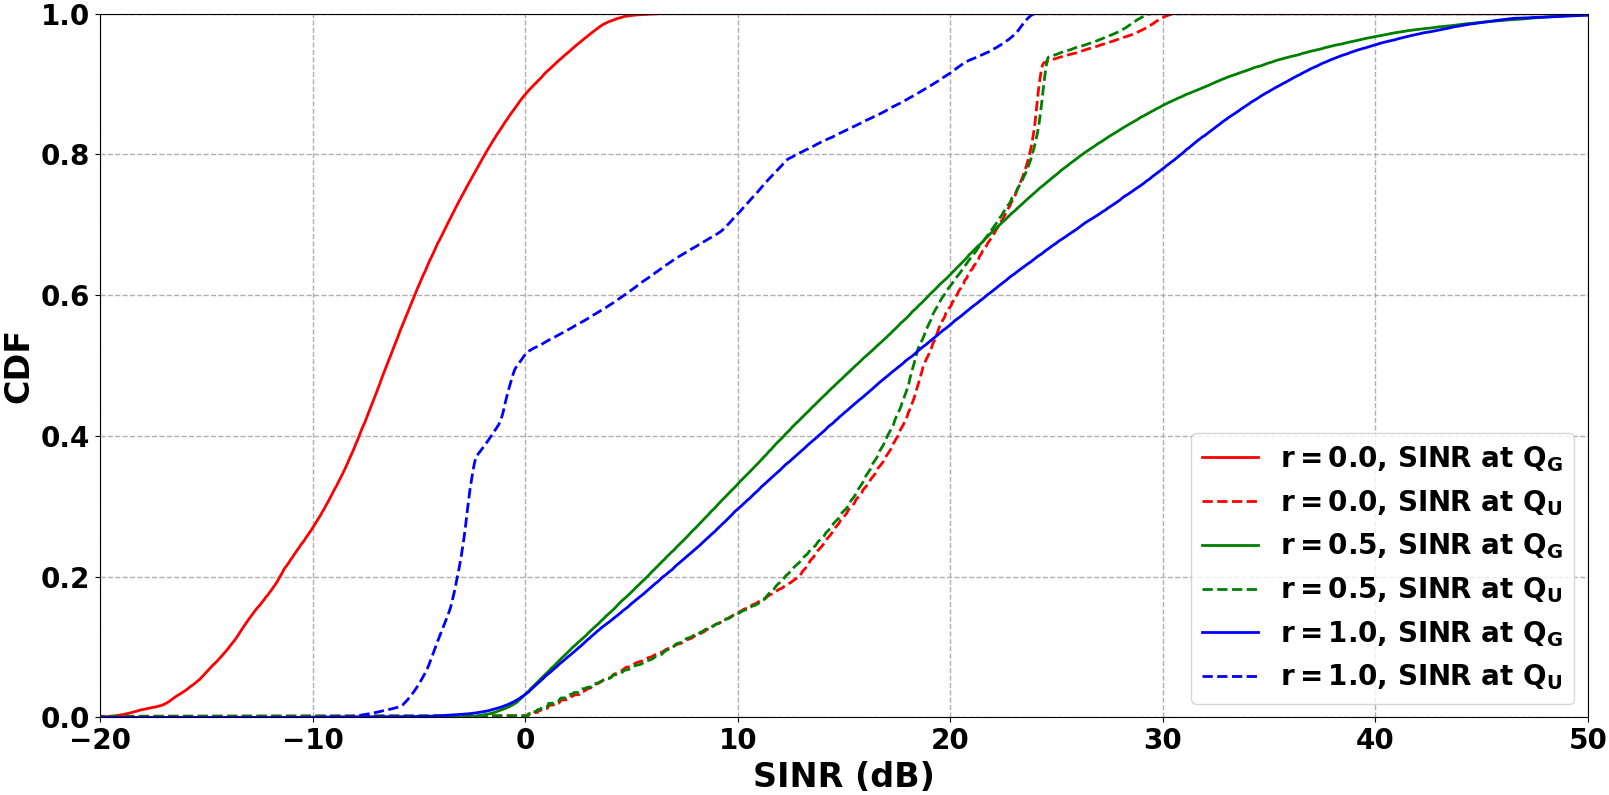 1.0
0.8
0.6
0.4
0.2
0.0
CDF
−20 −10 0 10 20 30 40 50
SINR (dB)
r = 0.0, SINR at Q_G
r = 0.0, SINR at Q_U
r = 0.5, SINR at Q_G
r = 0.5, SINR at Q_U
r = 1.0, SINR at Q_G
r = 1.0, SINR at Q_U